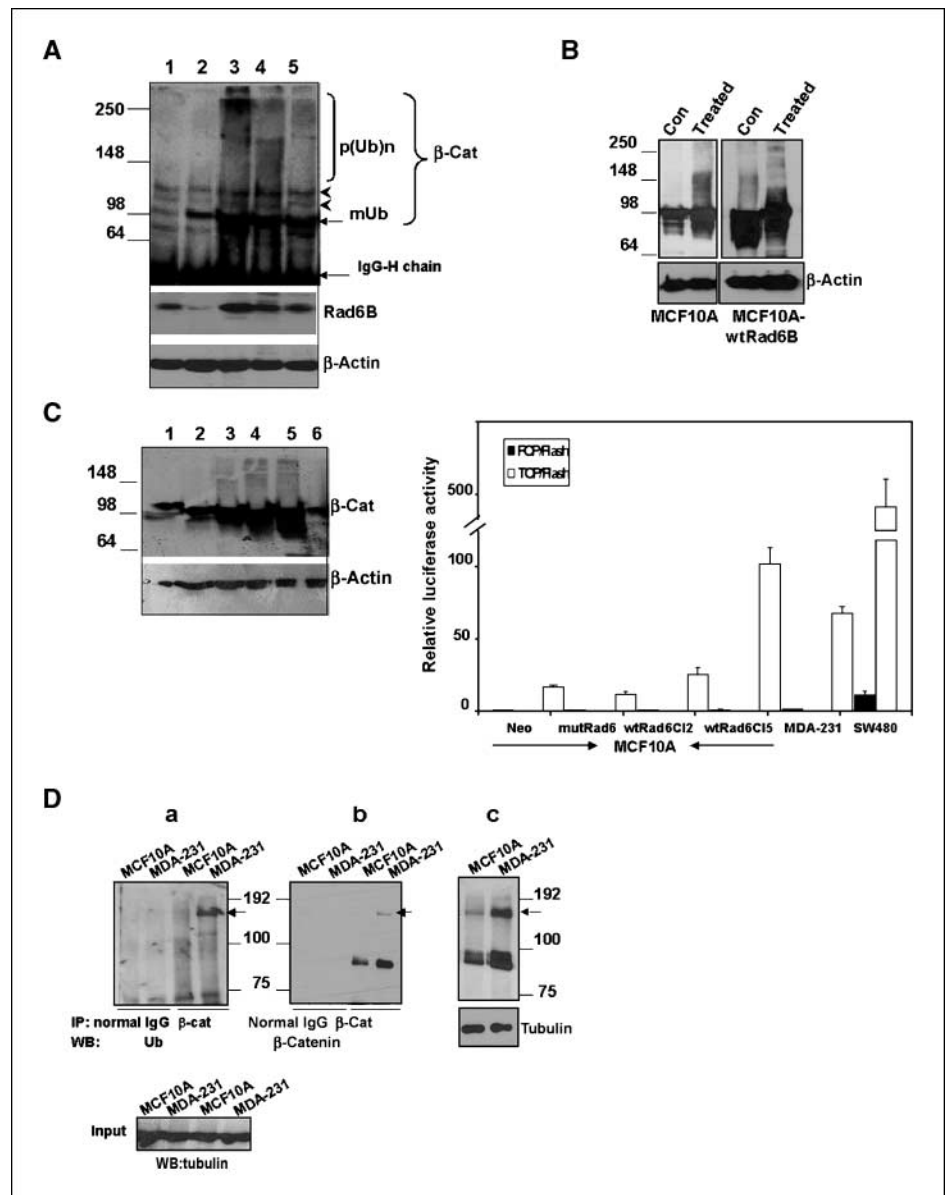 A
1 2 3 4 5
250
148
98
64
p(Ub)n
β-Cat
mUb
IgG-H chain
Rad6B
β-Actin
B
Con Treated Con Treated
250
148
98
64
β-Actin
MCF10A MCF10A-
wtRad6B
C
1 2 3 4 5 6
148
98
64
β-Cat
β-Actin
Relative luciferase activity
FOP/Flash
TOP/Flash
500
100
50
0
Neo mutRad6 wtRad6Cl2 wtRad6Cl5 MDA-231 SW480
MCF10A
D
a b c
MCF10A MDA-231 MCF10A MDA-231
192
100
75
IP: normal IgG β-cat
WB: Ub
MCF10A MDA-231 MCF10A MDA-231
Normal IgG β-Cat
β-Catenin
MCF10A MDA-231
192
100
75
Tubulin
MCF10A MDA-231 MCF10A MDA-231
Input
WB:tubulin